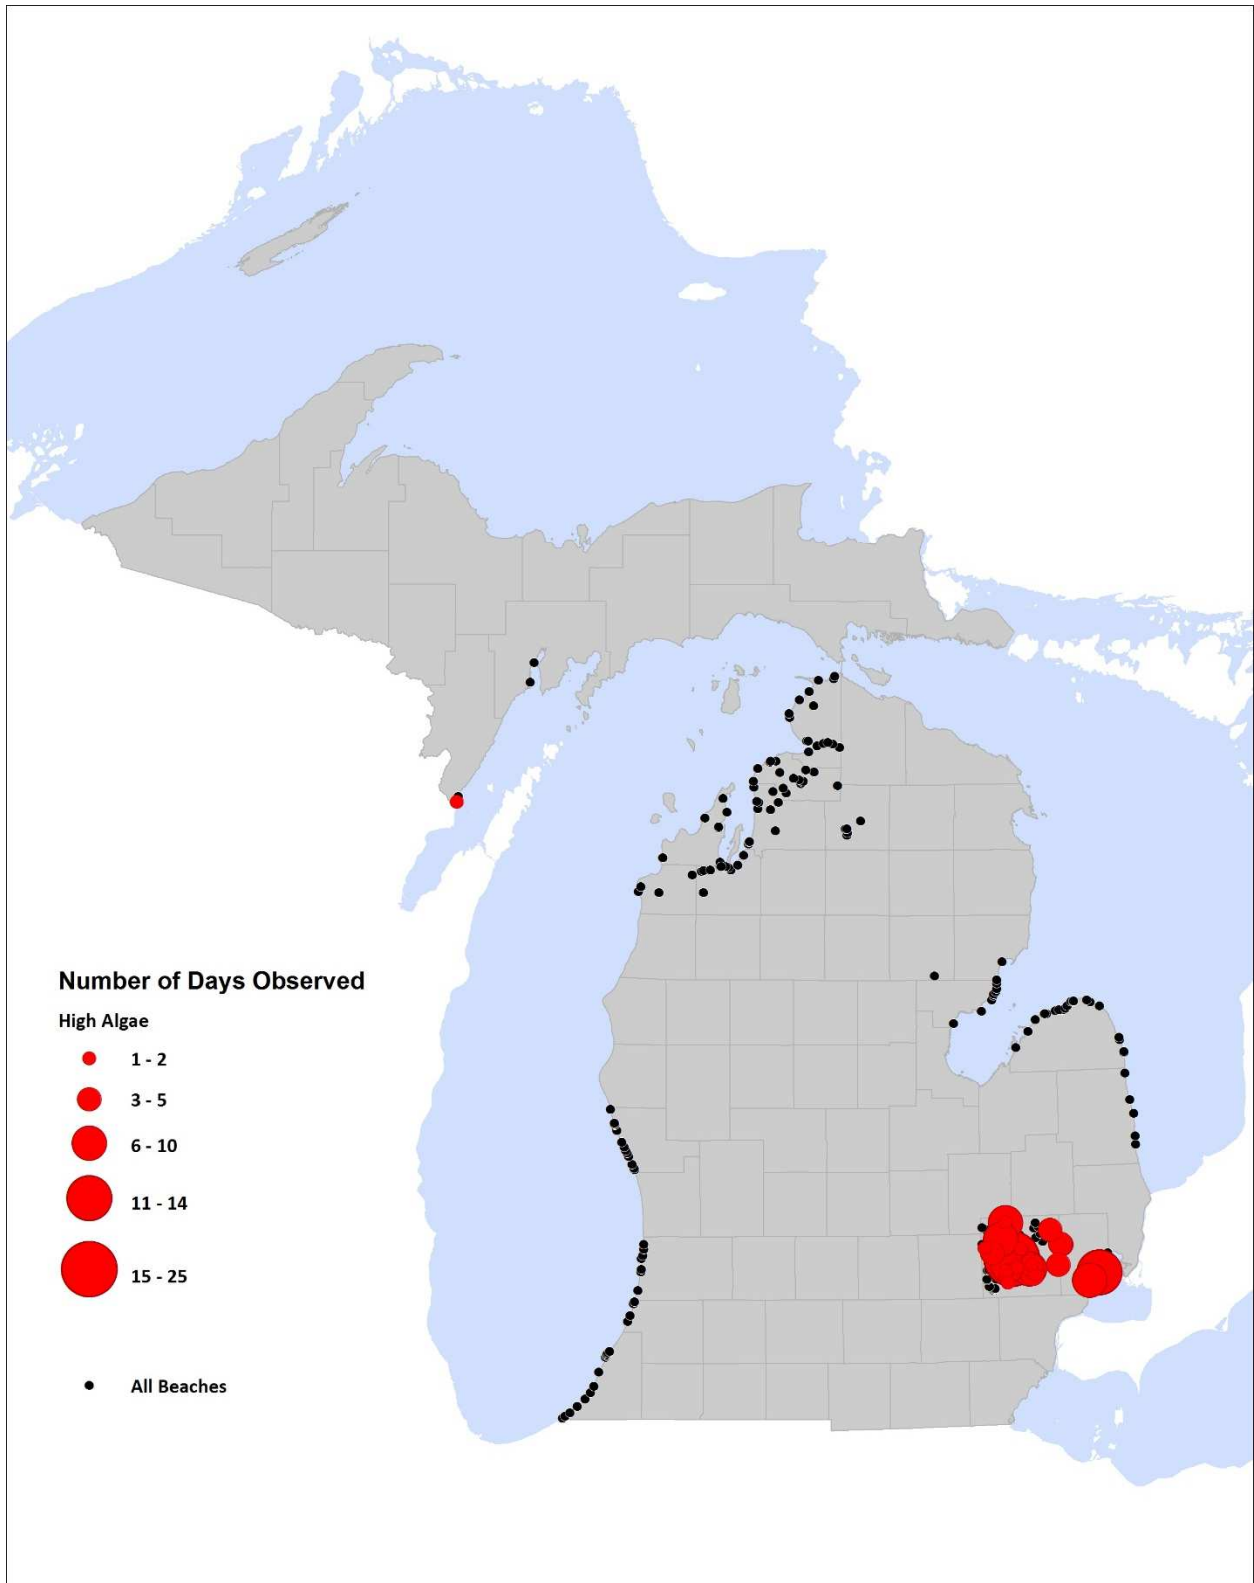 Number of Days Observed
High Algae
1 - 2
3 - 5
6 - 10
11 - 14
15 - 25
All Beaches